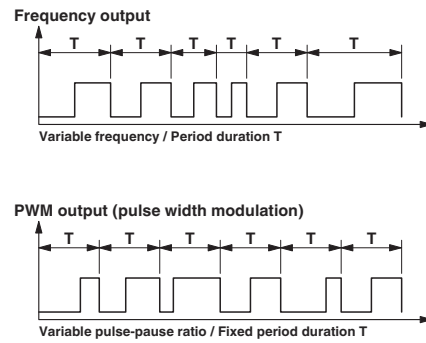 Frequency output
T T T T T T
Variable frequency / Period duration T
PWM output (pulse width modulation)
T T T T T T
Variable pulse-pause ratio / Fixed period duration T